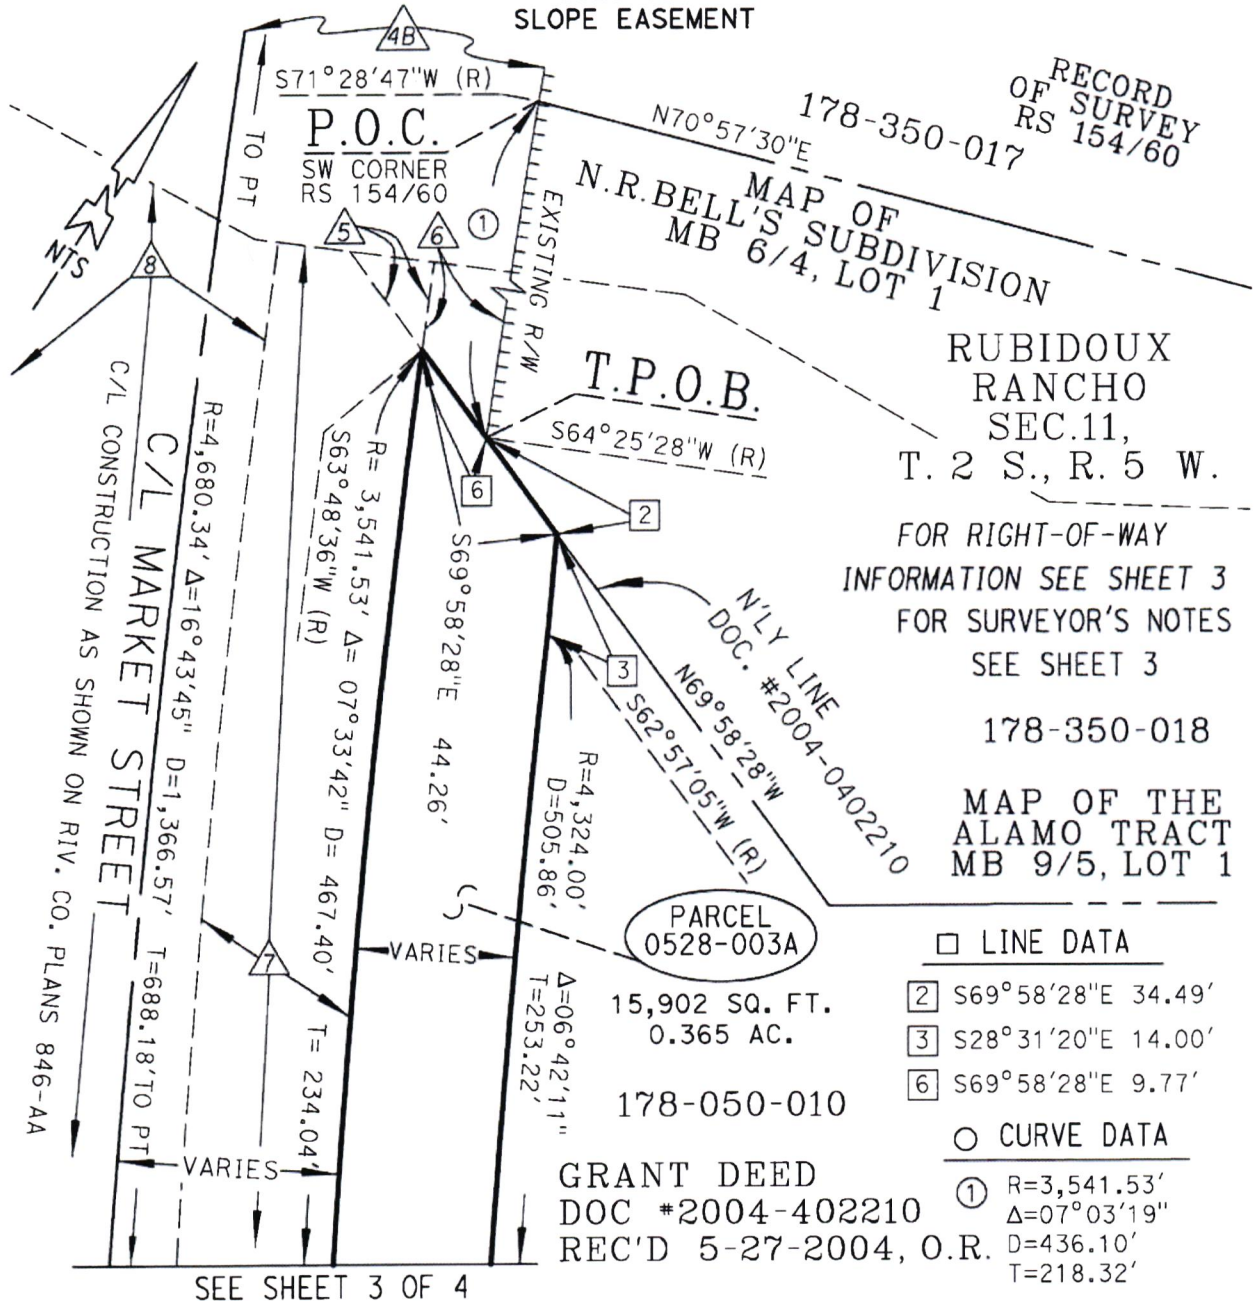 SLOPE EASEMENT
4B
S71°28'47"W (R)
P.O.C.
SW CORNER
RS 154/60
TO PT
5
6
1
N70°57'30"E
178-350-017
RECORD
OF SURVEY
RS 154/60
MAP OF
N.R.BELL'S SUBDIVISION
MB 6/4, LOT 1
NTS
8
EXISTING R/W
T.P.O.B.
S64°25'28"W (R)
RUBIDOUX
RANCHO
SEC.11,
T. 2 S., R. 5 W.
6
2
FOR RIGHT-OF-WAY
INFORMATION SEE SHEET 3
FOR SURVEYOR'S NOTES
SEE SHEET 3
C/L CONSTRUCTION AS SHOWN ON RIV. CO. PLANS 846-AA
C/L MARKET STREET
R=4,680.34' Δ=16°43'45" D=1,366.57' T=688.18'TO PT
S63°48'36"W (R)
R= 3,541.53' Δ= 07°33'42" D= 467.40' T= 234.04'
S69°58'28"E 44.26'
3
S62°57'05"W (R)
N69°58'28"W
N'LY LINE
DOC. #2004-0402210
178-350-018
MAP OF THE
ALAMO TRACT
MB 9/5, LOT 1
R=4,324.00'
D=505.86'
Δ=06°42'11"
T=253.22'
PARCEL
0528-003A
15,902 SQ. FT.
0.365 AC.
7
VARIES
VARIES
178-050-010
□ LINE DATA
2 S69°58'28"E 34.49'
3 S28°31'20"E 14.00'
6 S69°58'28"E 9.77'
○ CURVE DATA
1 R=3,541.53'
Δ=07°03'19"
D=436.10'
T=218.32'
GRANT DEED
DOC #2004-402210
REC'D 5-27-2004, O.R.
SEE SHEET 3 OF 4